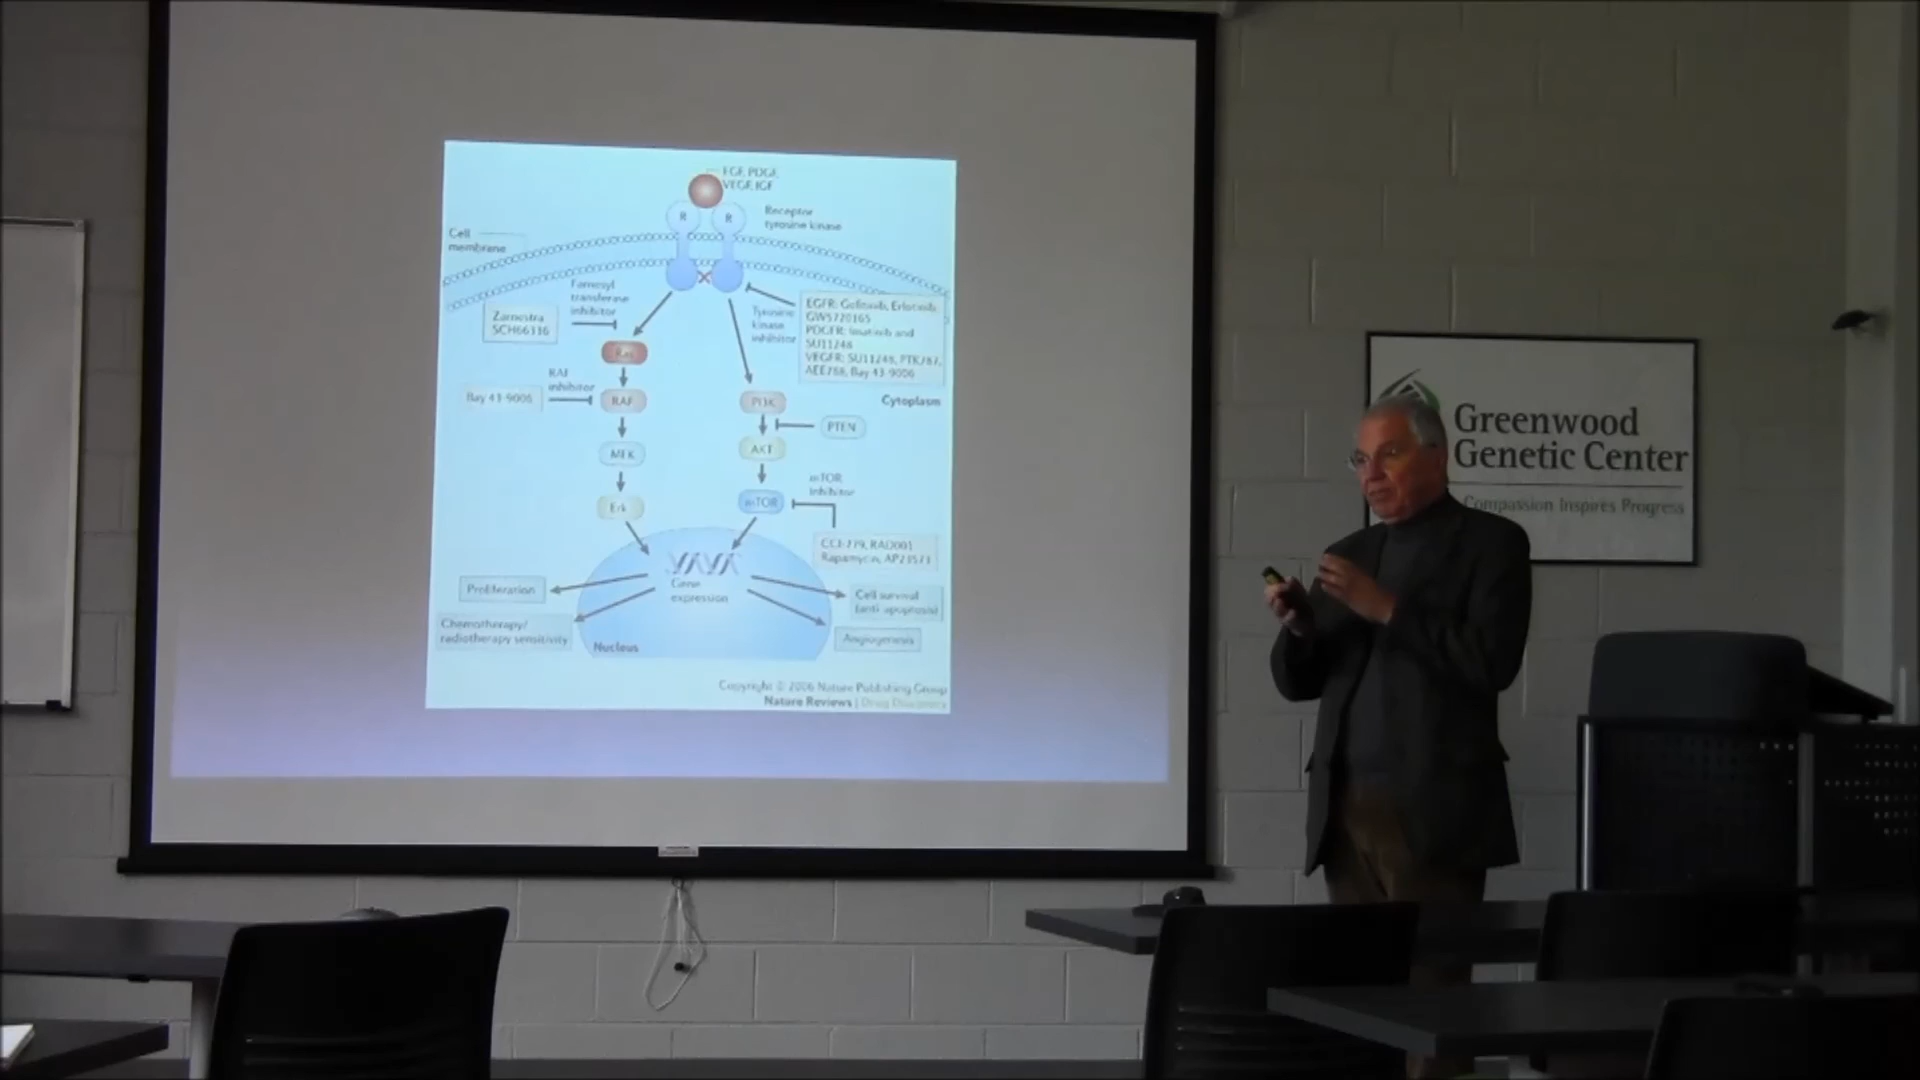 EGF, PDGF,
VEGF, IGF
R
R
Receptor
tyrosine kinase
Cell
membrane
Farnesyl
transferase
inhibitor
Zarnestra
SCH66336
Tyrosine
kinase
inhibitor
EGFR: Gefitinib, Erlotinib,
GW5720165
PDGFR: Imatinib and
SU11248
VEGFR: SU11248, PTK787,
AEE788, Bay 43-9006
Ras
RAF
inhibitor
Bay 43-9006
RAF
PI3K
Cytoplasm
PTEN
MEK
AKT
mTOR
inhibitor
Erk
mTOR
CCI-779, RAD001
Rapamycin, AP23573
Gene
expression
Proliferation
Cell survival
(anti-apoptosis)
Chemotherapy/
radiotherapy sensitivity
Angiogenesis
Nucleus
Copyright © 2006 Nature Publishing Group
Nature Reviews | Drug Discovery
Greenwood
Genetic Center
Compassion Inspires Progress